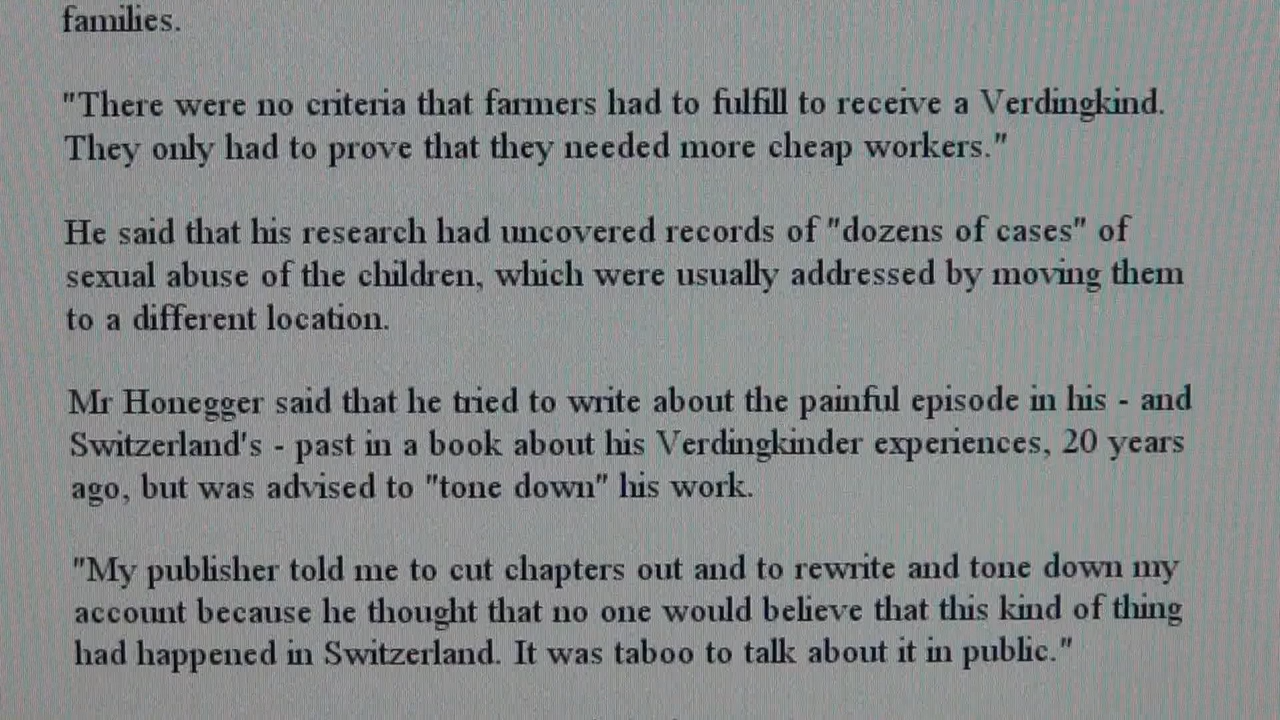 families.
"There were no criteria that farmers had to fulfill to receive a Verdingkind.
They only had to prove that they needed more cheap workers."
He said that his research had uncovered records of "dozens of cases" of
sexual abuse of the children, which were usually addressed by moving them
to a different location.
Mr Honegger said that he tried to write about the painful episode in his - and
Switzerland's - past in a book about his Verdingkinder experiences, 20 years
ago, but was advised to "tone down" his work.
"My publisher told me to cut chapters out and to rewrite and tone down my
account because he thought that no one would believe that this kind of thing
had happened in Switzerland. It was taboo to talk about it in public."